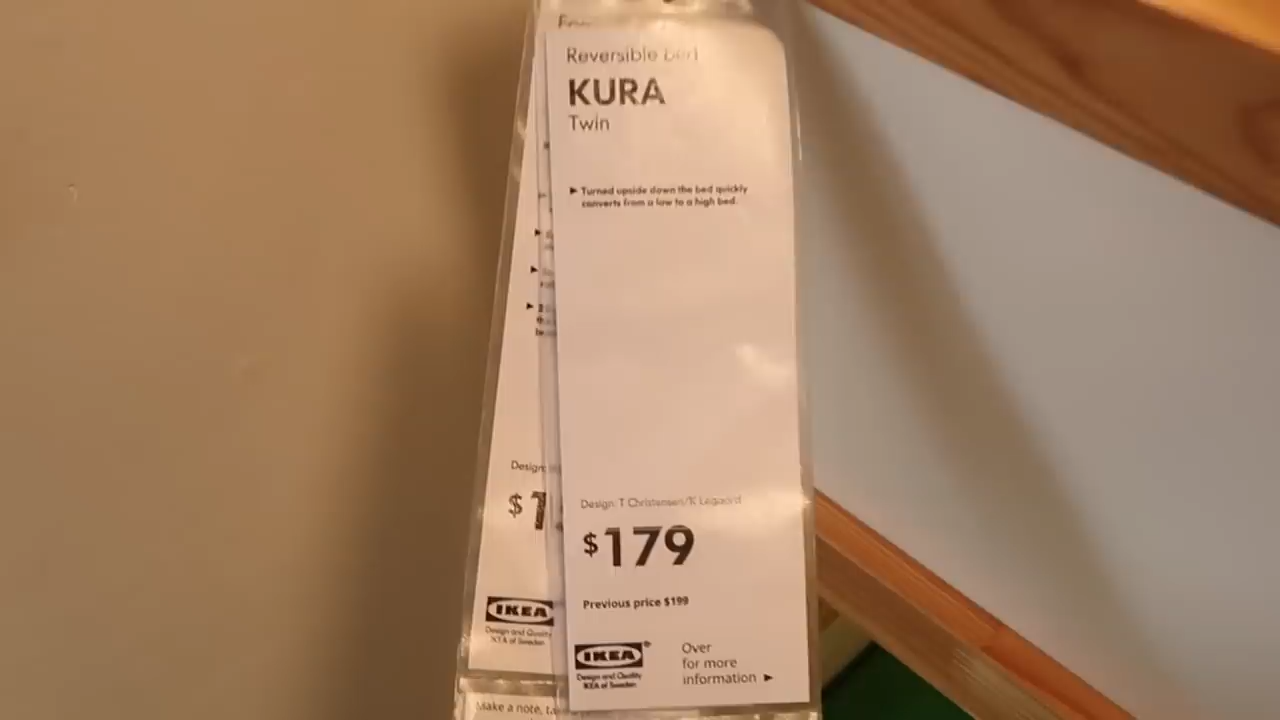 Reversible bed
KURA
Twin
▶ Turned upside down the bed quickly
converts from a low to a high bed.
Design: T Christensen/K Legaard
$179
Previous price $199
IKEA®
Design and Quality
IKEA of Sweden
Over
for more
information ▶
Design:
$1
IKEA
Design and Quality
IKEA of Sweden
Make a note,